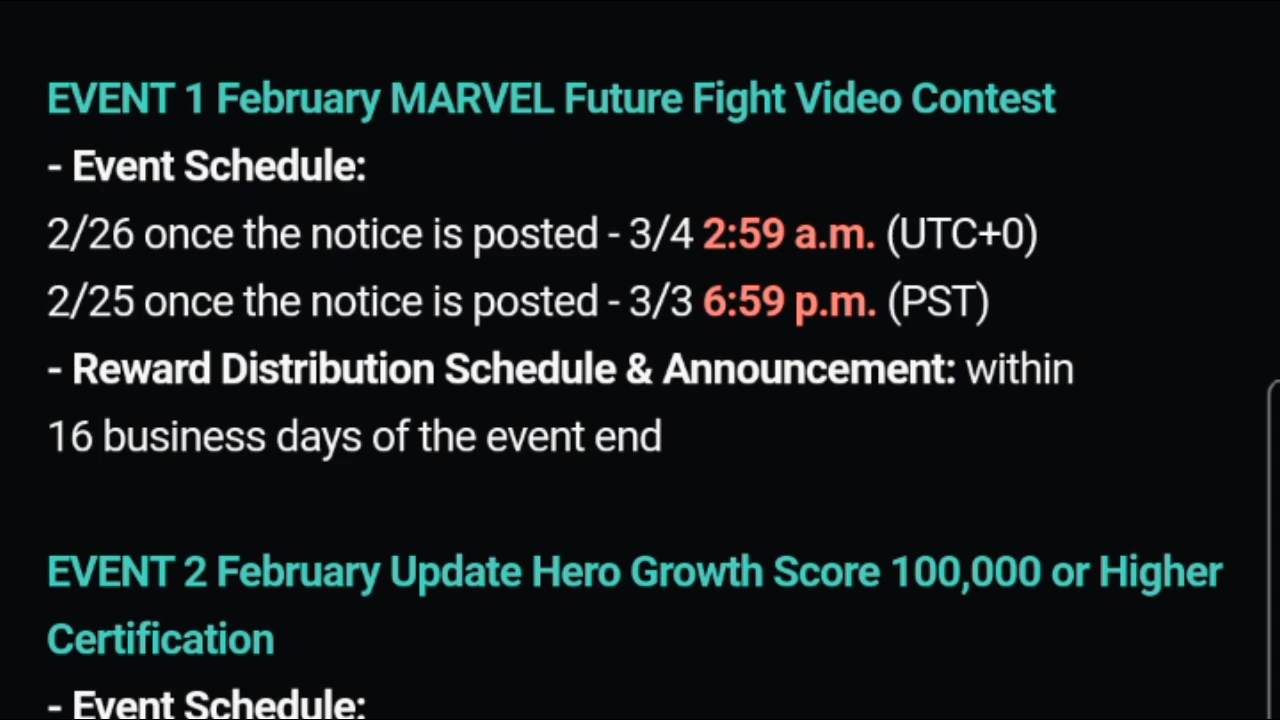 EVENT 1 February MARVEL Future Fight Video Contest
- Event Schedule:
2/26 once the notice is posted - 3/4 2:59 a.m. (UTC+0)
2/25 once the notice is posted - 3/3 6:59 p.m. (PST)
- Reward Distribution Schedule & Announcement: within
16 business days of the event end
EVENT 2 February Update Hero Growth Score 100,000 or Higher
Certification
- Event Schedule: